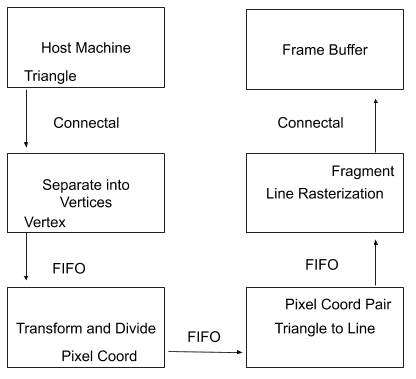 Host Machine
Triangle
Connectal
Separate into
Vertices
Vertex
FIFO
Transform and Divide
Pixel Coord
FIFO
Pixel Coord Pair
Triangle to Line
FIFO
Fragment
Line Rasterization
Connectal
Frame Buffer